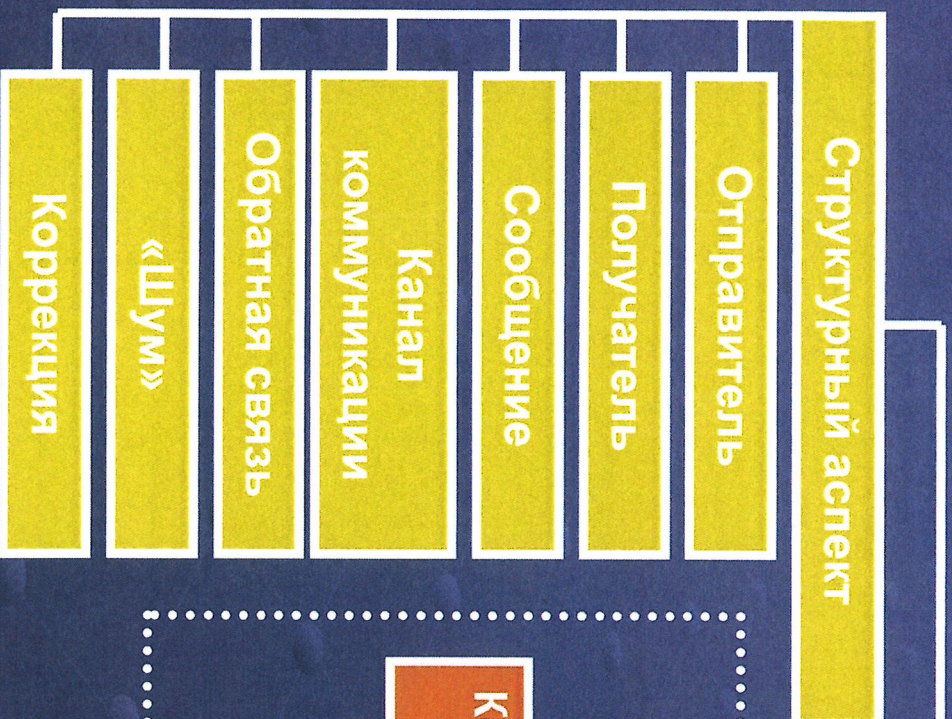 Структурный аспект
Отправитель
Получатель
Сообщение
Канал
коммуникации
Обратная связь
«Шум»
Коррекция
К